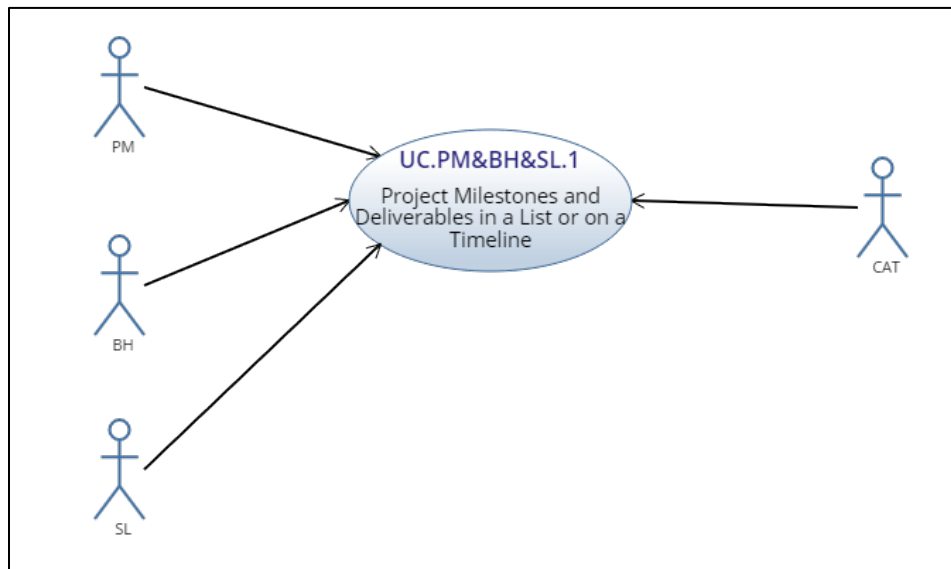 PM
UC.PM&BH&SL.1
Project Milestones and
Deliverables in a List or on a
Timeline
CAT
BH
SL